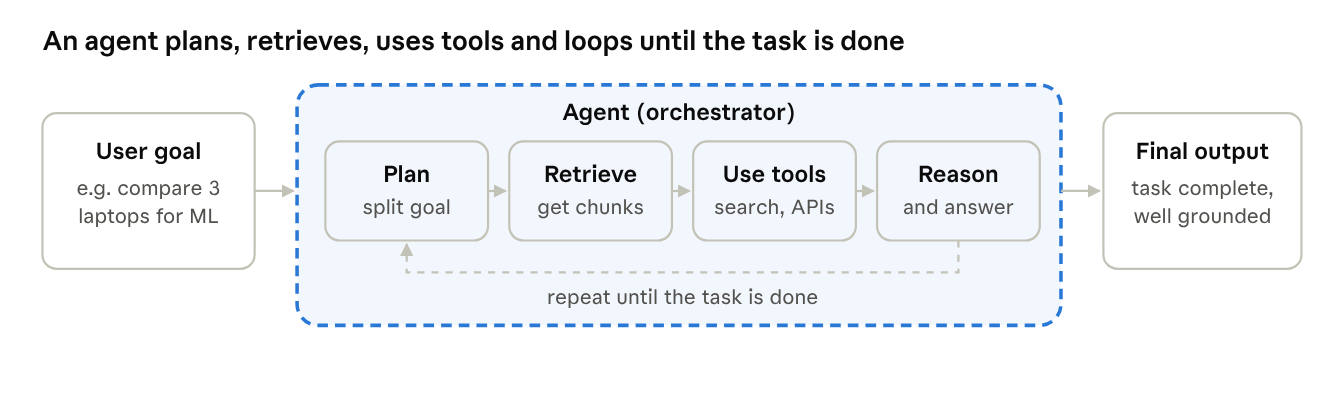 An agent plans, retrieves, uses tools and loops until the task is done
Agent (orchestrator)
User goal
e.g. compare 3
laptops for ML
Plan
split goal
Retrieve
get chunks
Use tools
search, APIs
Reason
and answer
Final output
task complete,
well grounded
repeat until the task is done